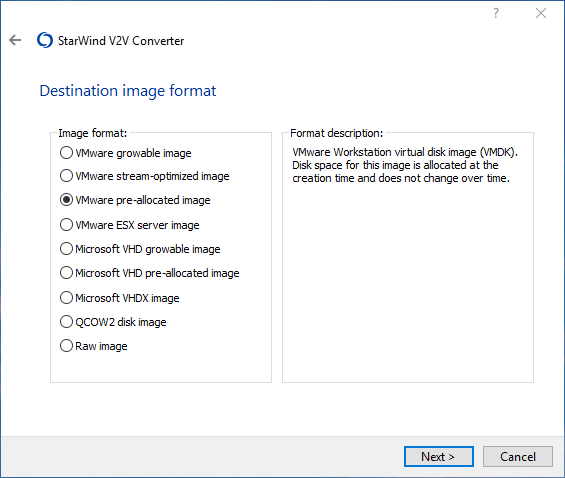 ?
StarWind V2V Converter
Destination image format
Image format:
VMware growable image
VMware stream-optimized image
VMware pre-allocated image
VMware ESX server image
Microsoft VHD growable image
Microsoft VHD pre-allocated image
Microsoft VHDX image
QCOW2 disk image
Raw image
Format description:
VMware Workstation virtual disk image (VMDK).
Disk space for this image is allocated at the
creation time and does not change over time.
Next >
Cancel